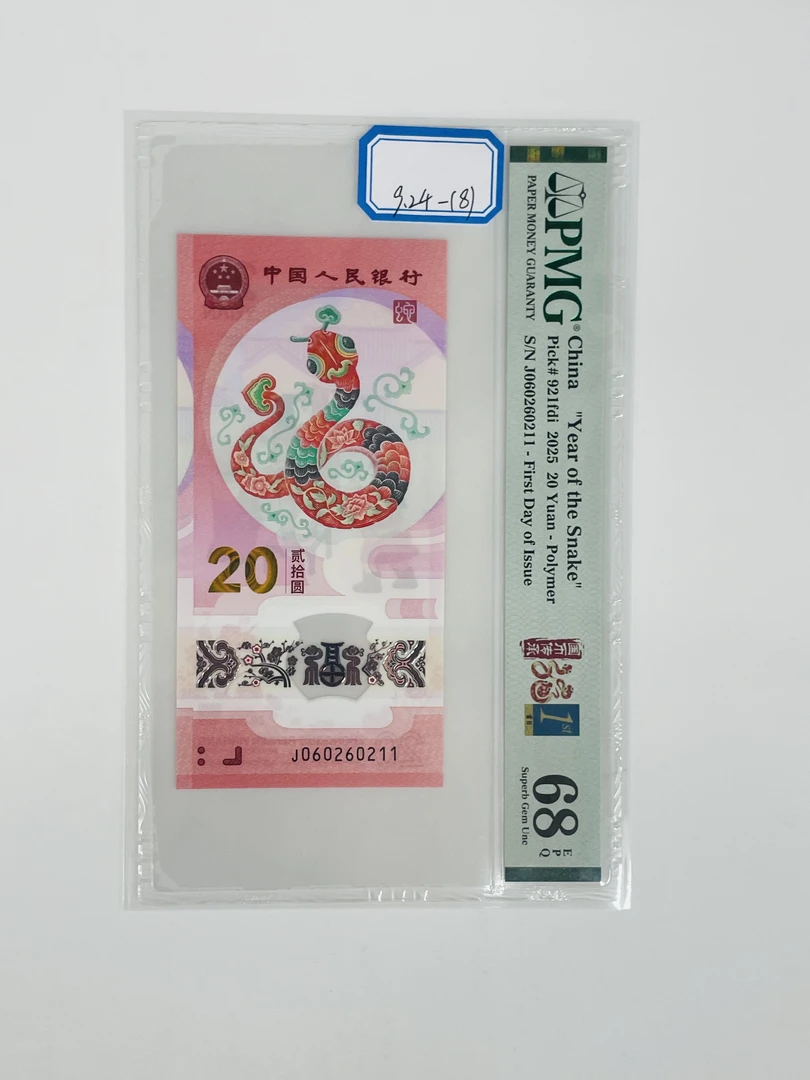 9.24-(8)
中国人民银行
蛇
20
贰拾圆
福
J060260211
PMG®
PAPER MONEY GUARANTY
China "Year of the Snake"
Pick# 921fdi 2025 20 Yuan - Polymer
S/N J060260211 - First Day of Issue
1st
68 EPQ
Superb Gem Unc